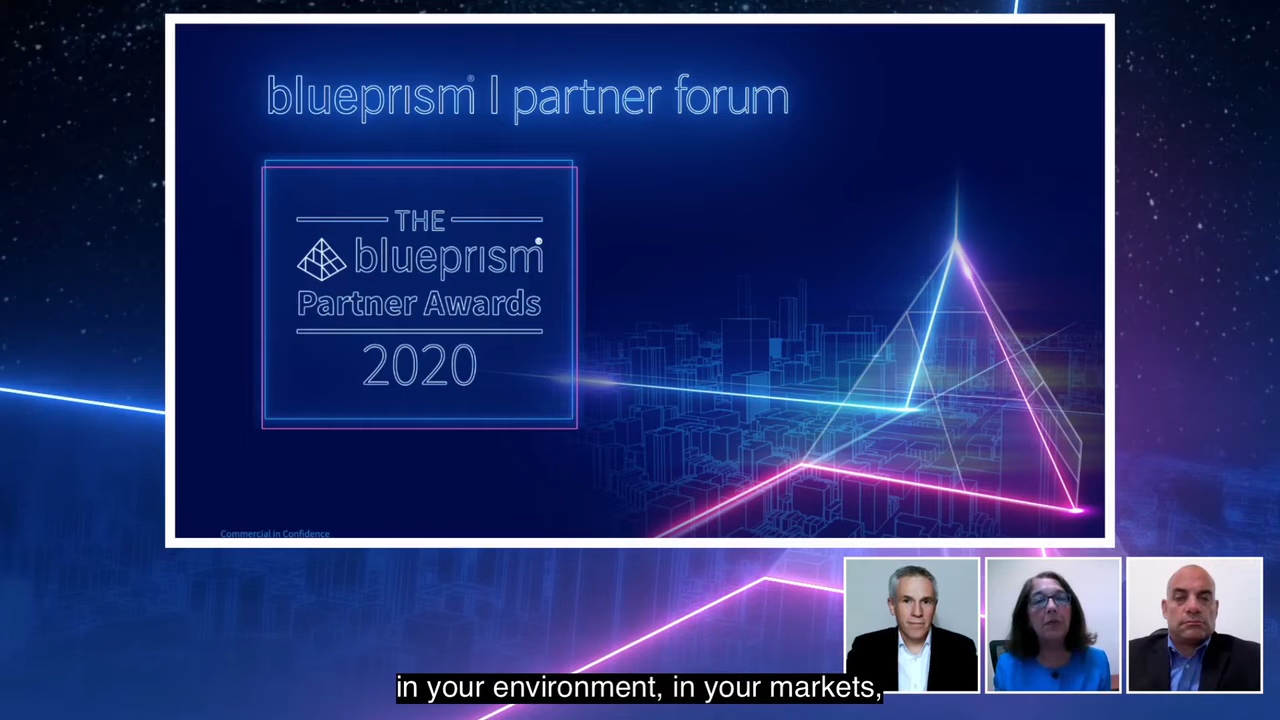 blueprism® | partner forum
THE
blueprism®
Partner Awards
2020
Commercial in Confidence
in your environment, in your markets,